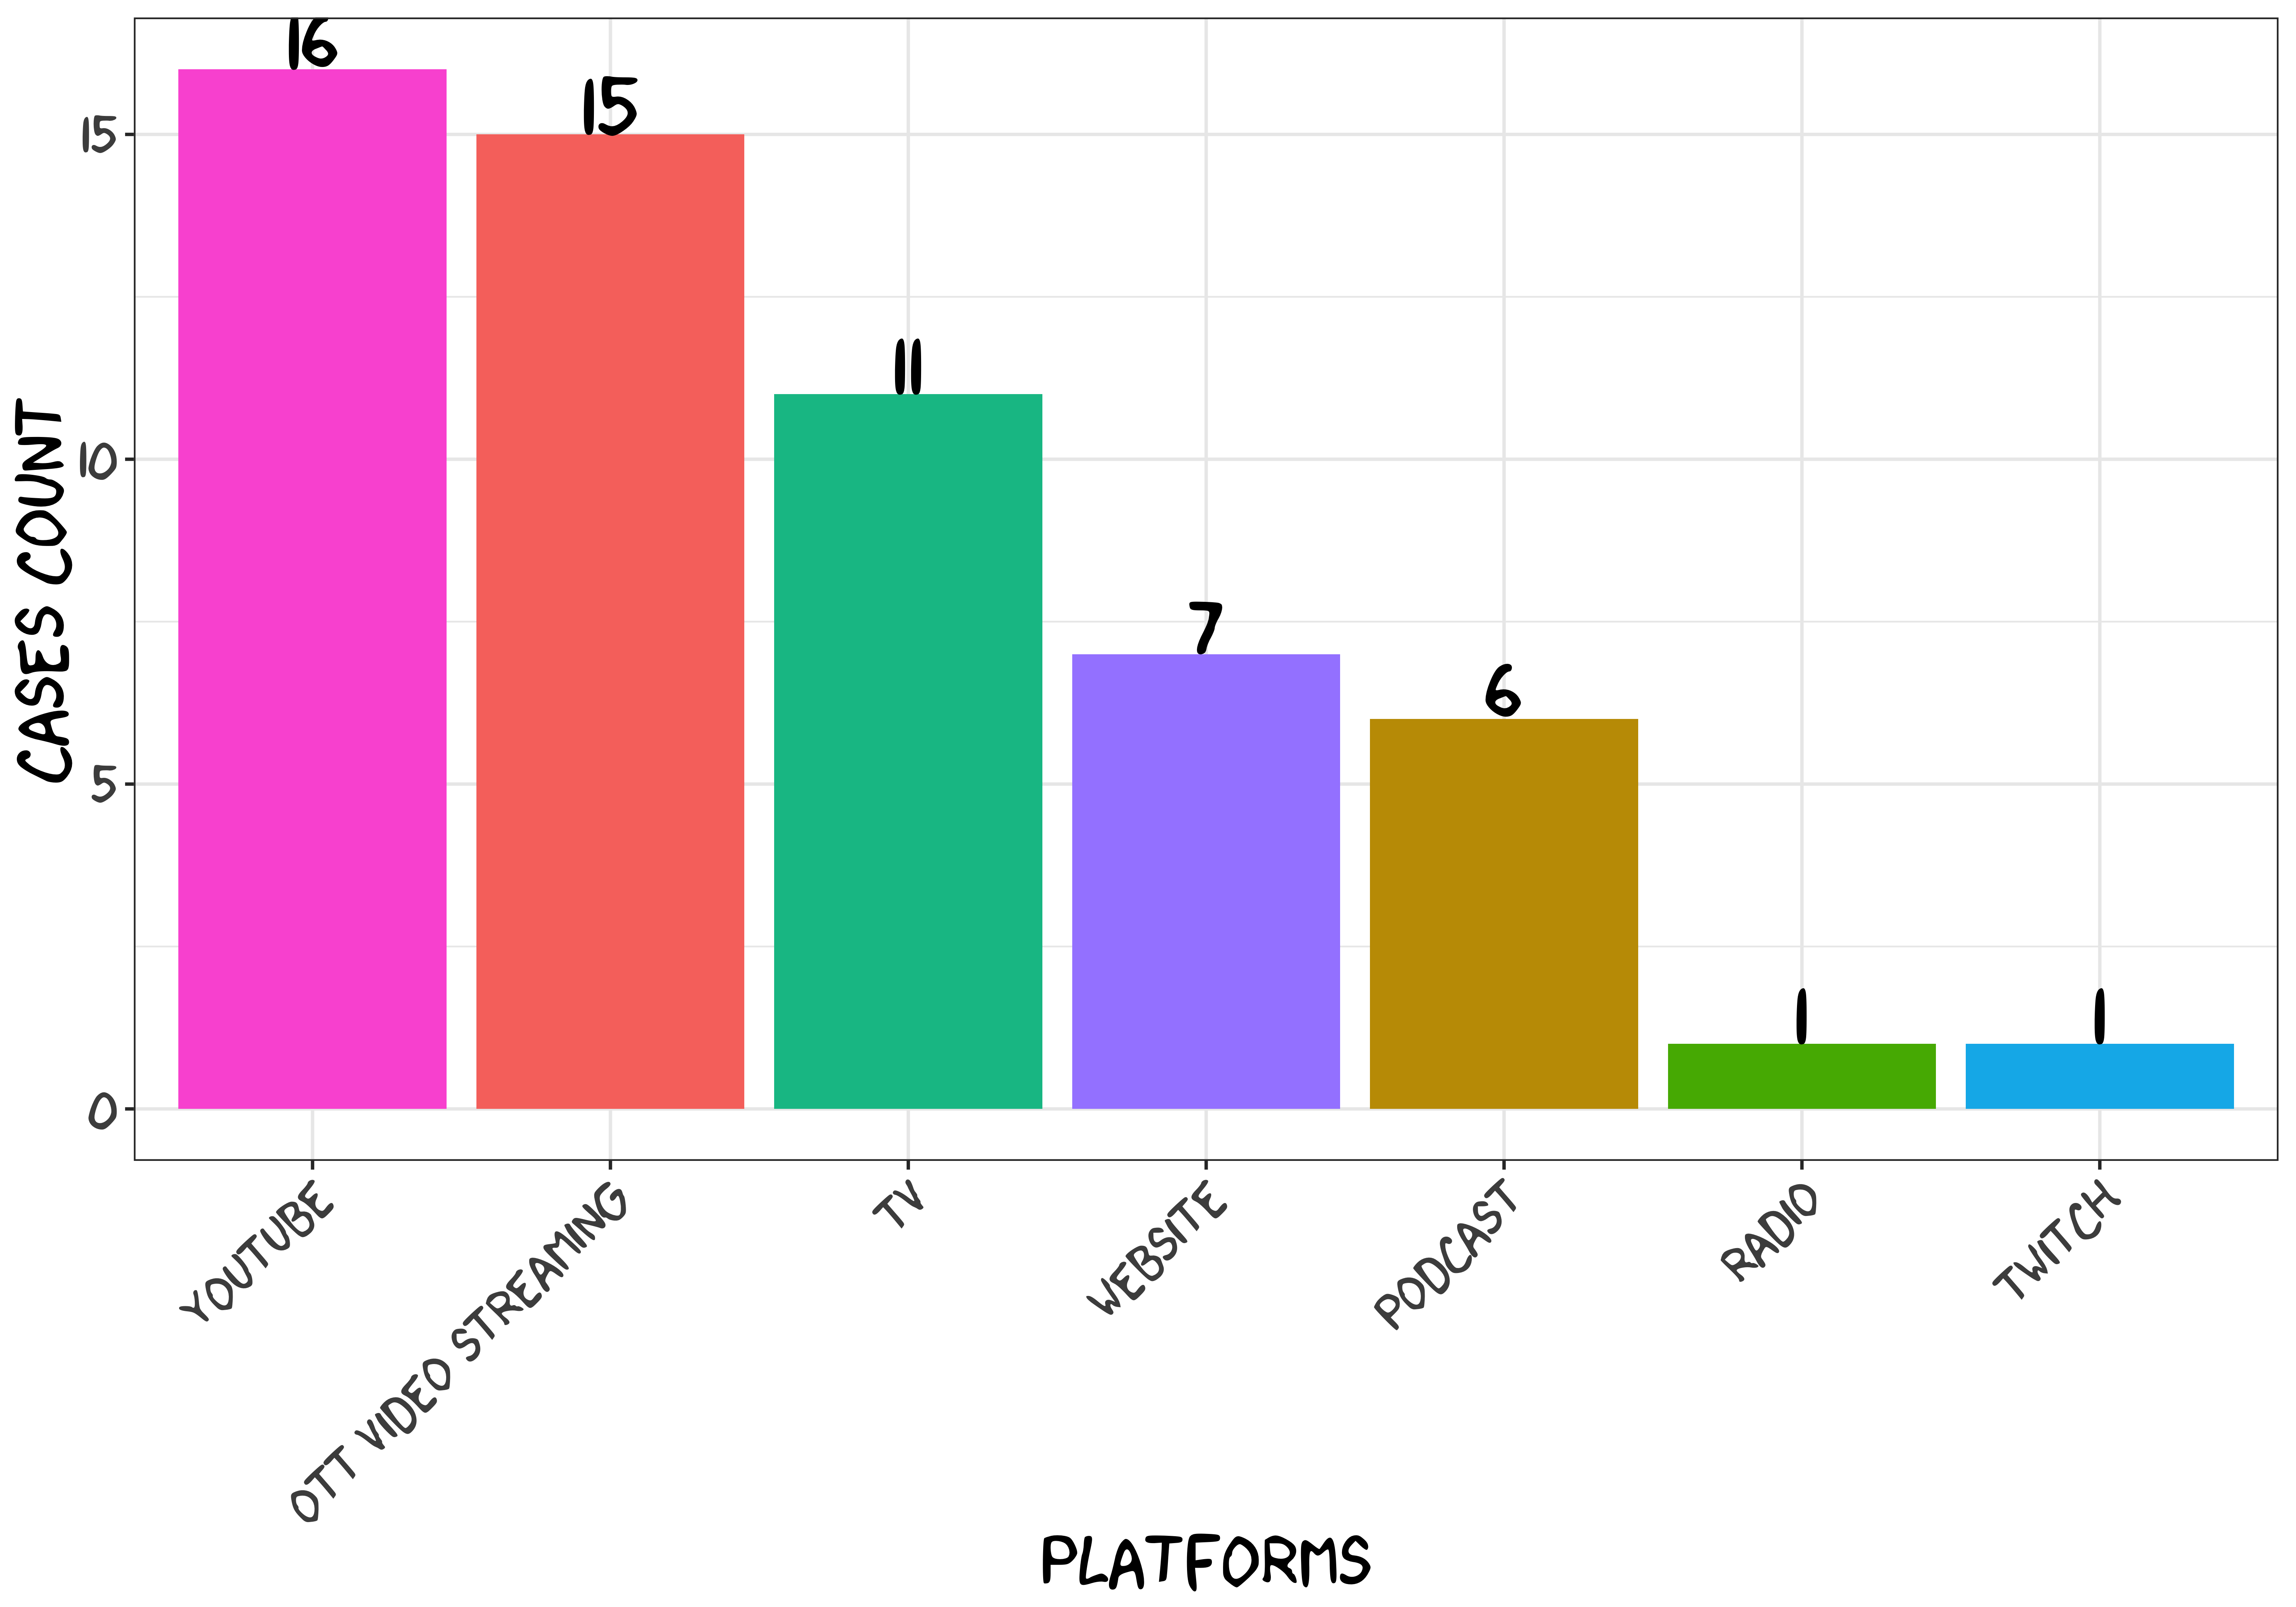 16
15
11
7
6
1
1
15
10
5
0
CASES COUNT
YOUTUBE
OTT VIDEO STREAMING
TV
WEBSITE
PODCAST
RADIO
TWITCH
PLATFORMS